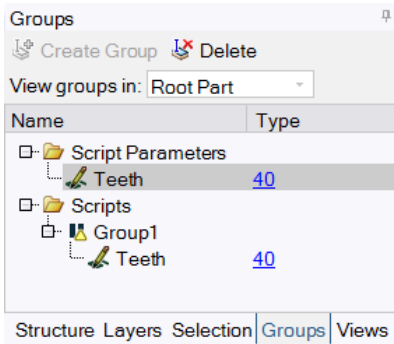 Groups
Create Group Delete
View groups in: Root Part
Name Type
Script Parameters
Teeth 40
Scripts
Group1
Teeth 40
Structure Layers Selection Groups Views